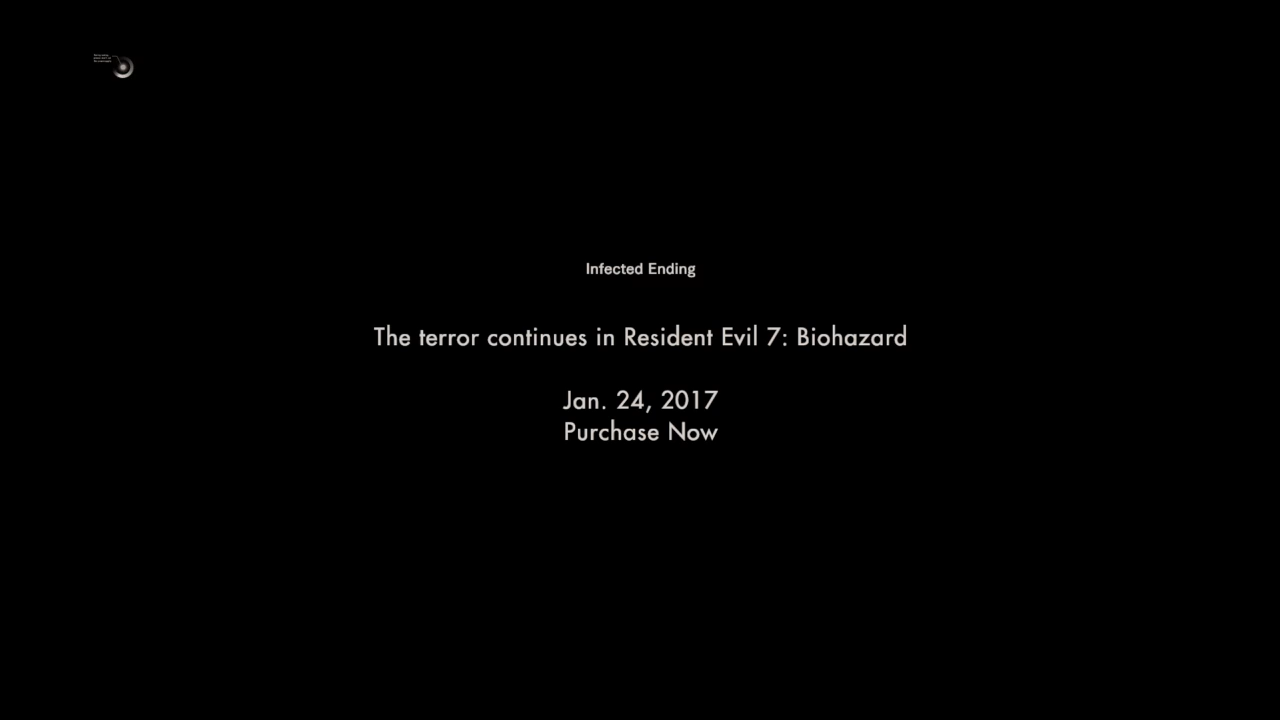 Infected Ending
The terror continues in Resident Evil 7: Biohazard
Jan. 24, 2017
Purchase Now